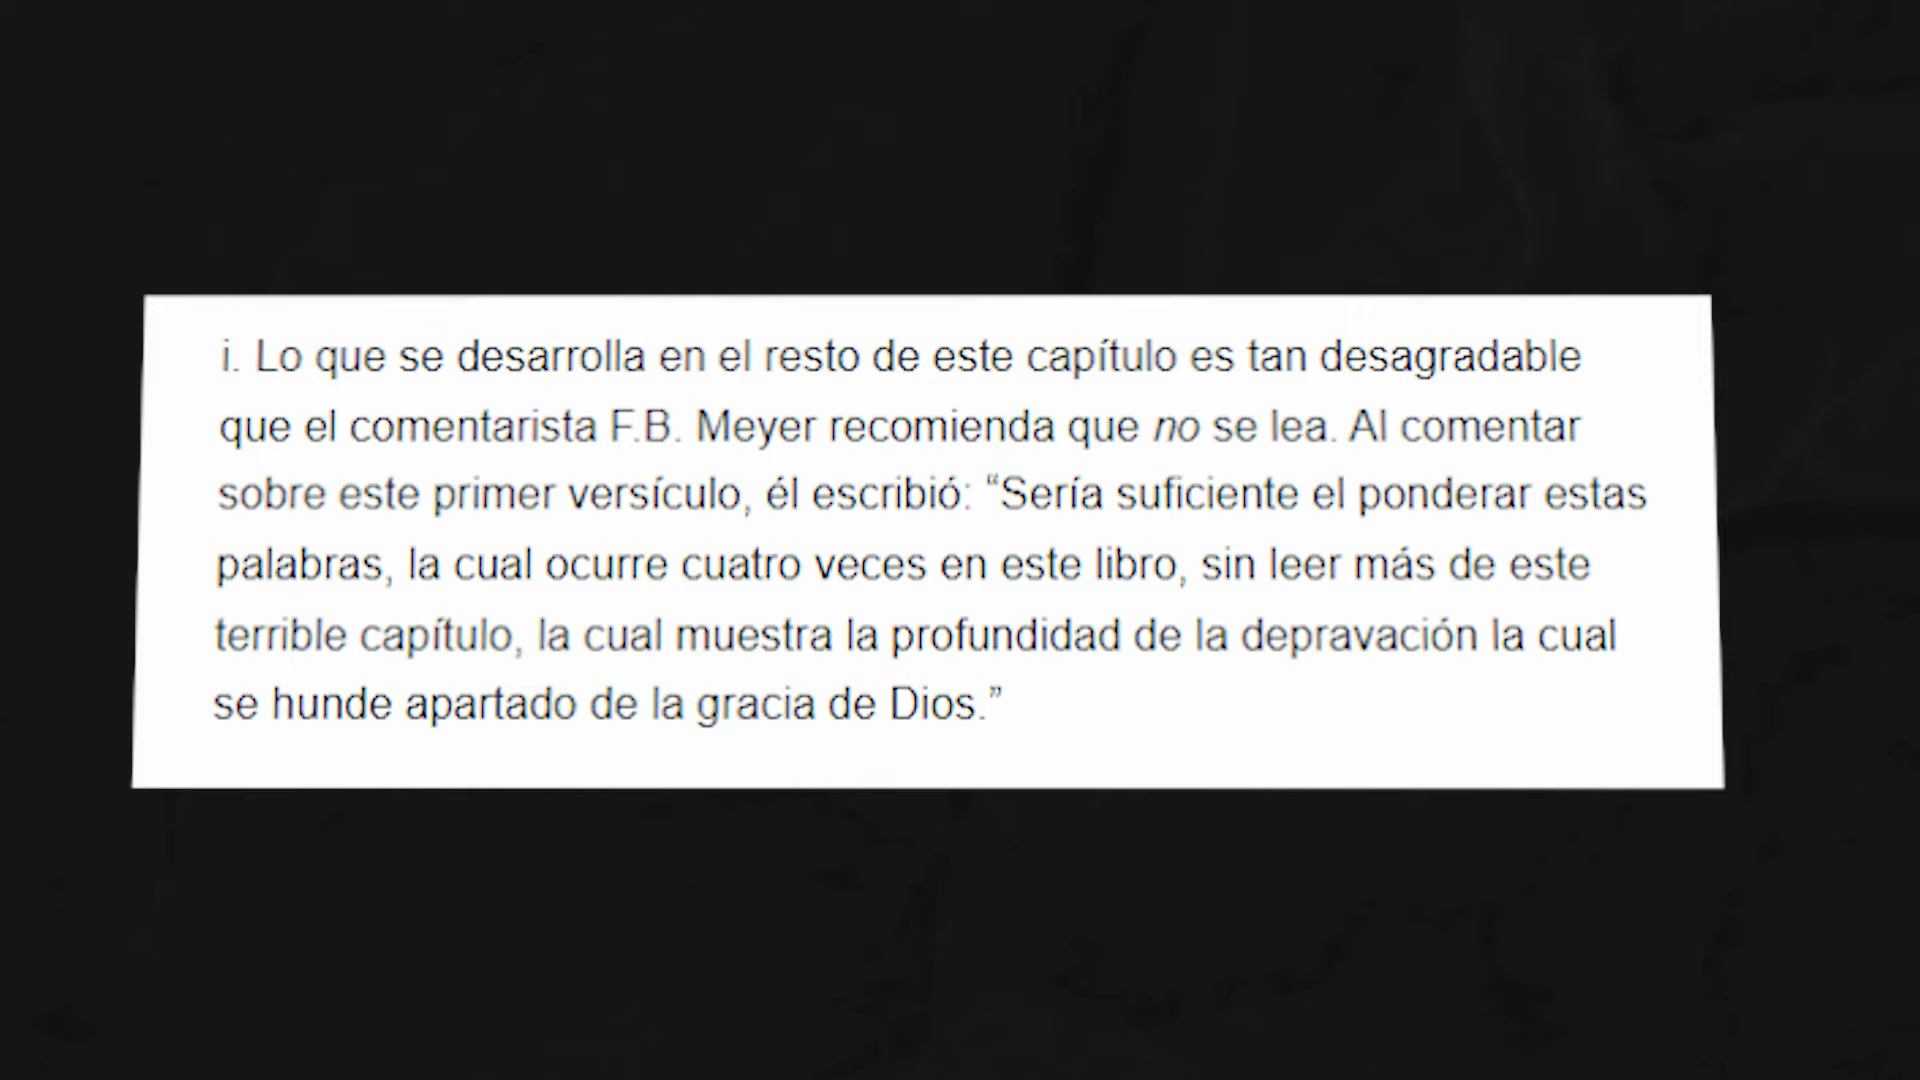 i. Lo que se desarrolla en el resto de este capítulo es tan desagradable
que el comentarista F.B. Meyer recomienda que no se lea. Al comentar
sobre este primer versículo, él escribió: “Sería suficiente el ponderar estas
palabras, la cual ocurre cuatro veces en este libro, sin leer más de este
terrible capítulo, la cual muestra la profundidad de la depravación la cual
se hunde apartado de la gracia de Dios.”